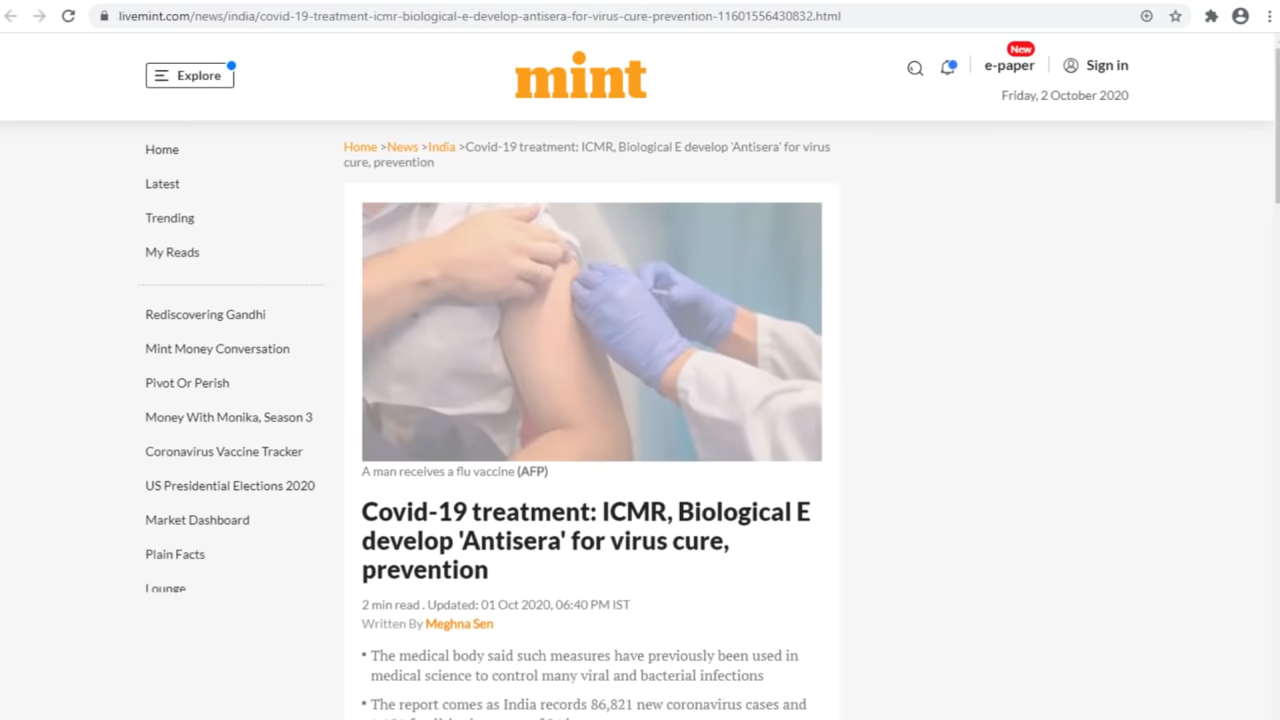 livemint.com/news/india/covid-19-treatment-icmr-biological-e-develop-antisera-for-virus-cure-prevention-11601556430832.html
Explore
mint
New
e-paper
Sign in
Friday, 2 October 2020
Home
Latest
Trending
My Reads
Rediscovering Gandhi
Mint Money Conversation
Pivot Or Perish
Money With Monika, Season 3
Coronavirus Vaccine Tracker
US Presidential Elections 2020
Market Dashboard
Plain Facts
Lounge
Home >News >India >Covid-19 treatment: ICMR, Biological E develop 'Antisera' for virus
cure, prevention
A man receives a flu vaccine (AFP)
Covid-19 treatment: ICMR, Biological E
develop 'Antisera' for virus cure,
prevention
2 min read . Updated: 01 Oct 2020, 06:40 PM IST
Written By Meghna Sen
▪ The medical body said such measures have previously been used in
medical science to control many viral and bacterial infections
▪ The report comes as India records 86,821 new coronavirus cases and